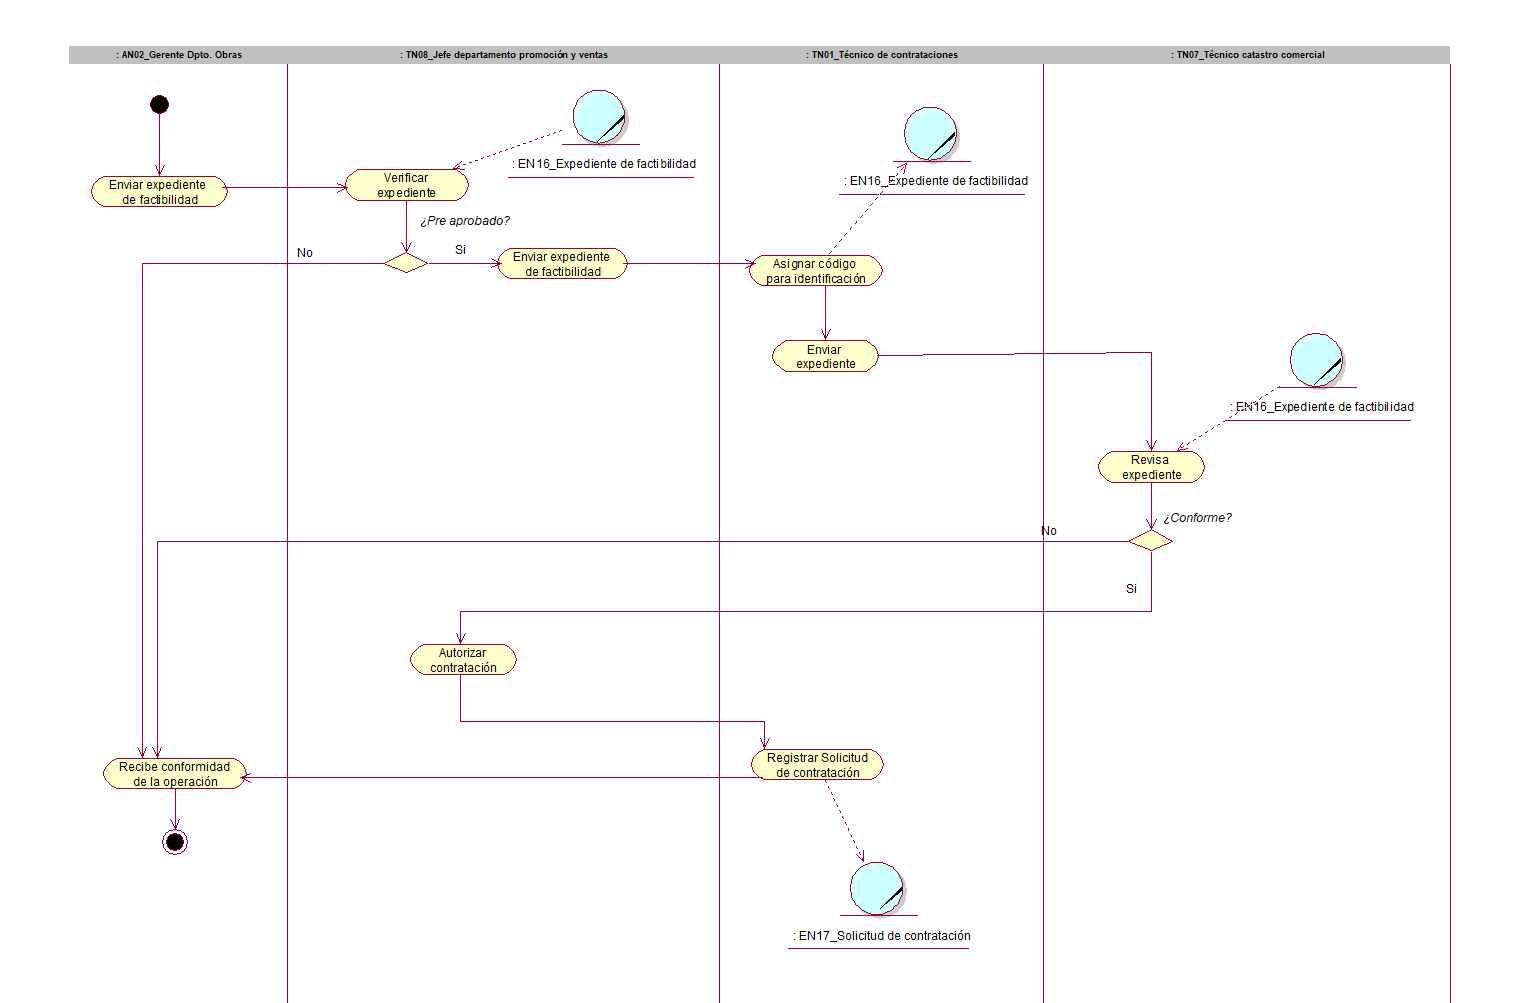 : AN02_Gerente Dpto. Obras
: TN08_Jefe departamento promoción y ventas
: TN01_Técnico de contrataciones
: TN07_Técnico catastro comercial
: EN16_Expediente de factibilidad
: EN16_Expediente de factibilidad
Enviar expediente
de factibilidad
Verificar
expediente
¿Pre aprobado?
No
Si
Enviar expediente
de factibilidad
Asignar código
para identificación
Enviar
expediente
: EN16_Expediente de factibilidad
Revisa
expediente
¿Conforme?
No
Si
Autorizar
contratación
Registrar Solicitud
de contratación
Recibe conformidad
de la operación
: EN17_Solicitud de contratación